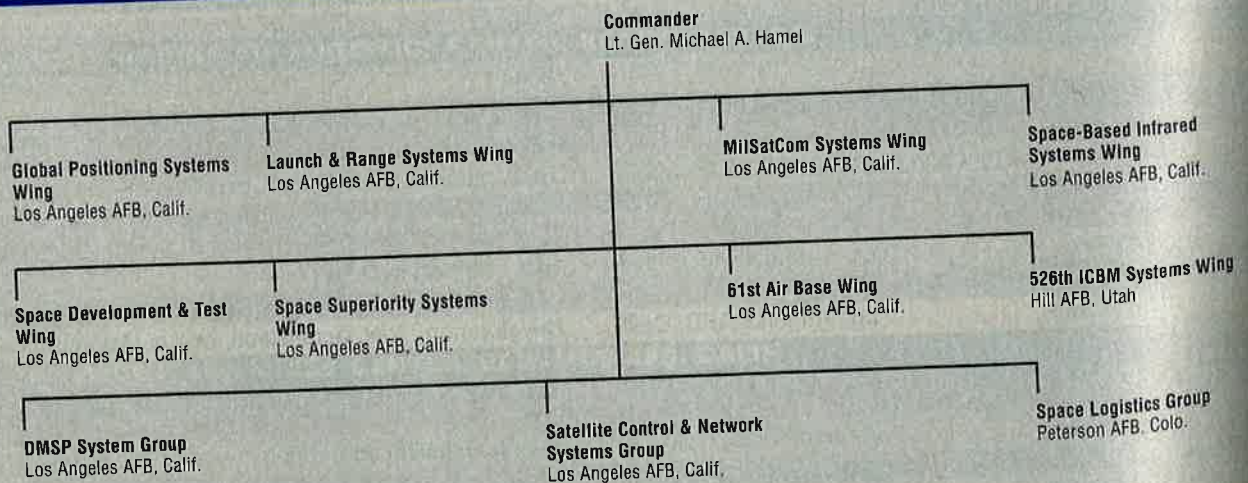 Commander
Lt. Gen. Michael A. Hamel
Global Positioning Systems
Wing
Los Angeles AFB, Calif.
Launch & Range Systems Wing
Los Angeles AFB, Calif.
MilSatCom Systems Wing
Los Angeles AFB, Calif.
Space-Based Infrared
Systems Wing
Los Angeles AFB, Calif.
Space Development & Test
Wing
Los Angeles AFB, Calif.
Space Superiority Systems
Wing
Los Angeles AFB, Calif.
61st Air Base Wing
Los Angeles AFB, Calif.
526th ICBM Systems Wing
Hill AFB, Utah
DMSP System Group
Los Angeles AFB, Calif.
Satellite Control & Network
Systems Group
Los Angeles AFB, Calif.
Space Logistics Group
Peterson AFB, Colo.